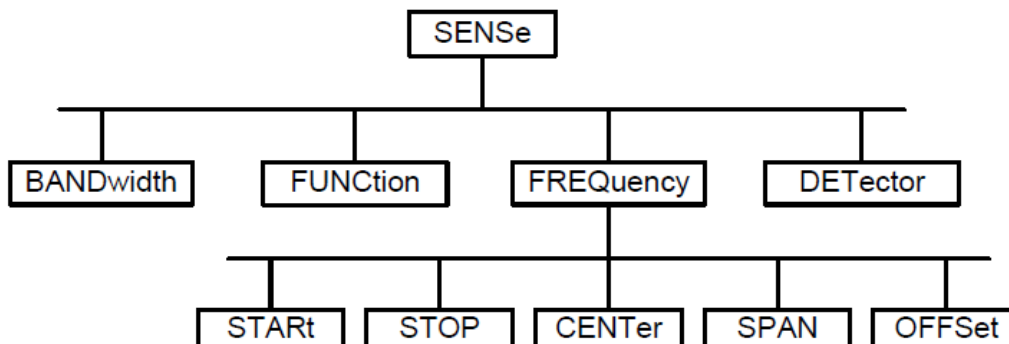 SENSe
BANDwidth FUNCtion FREQuency DETector
STARt STOP CENTer SPAN OFFSet